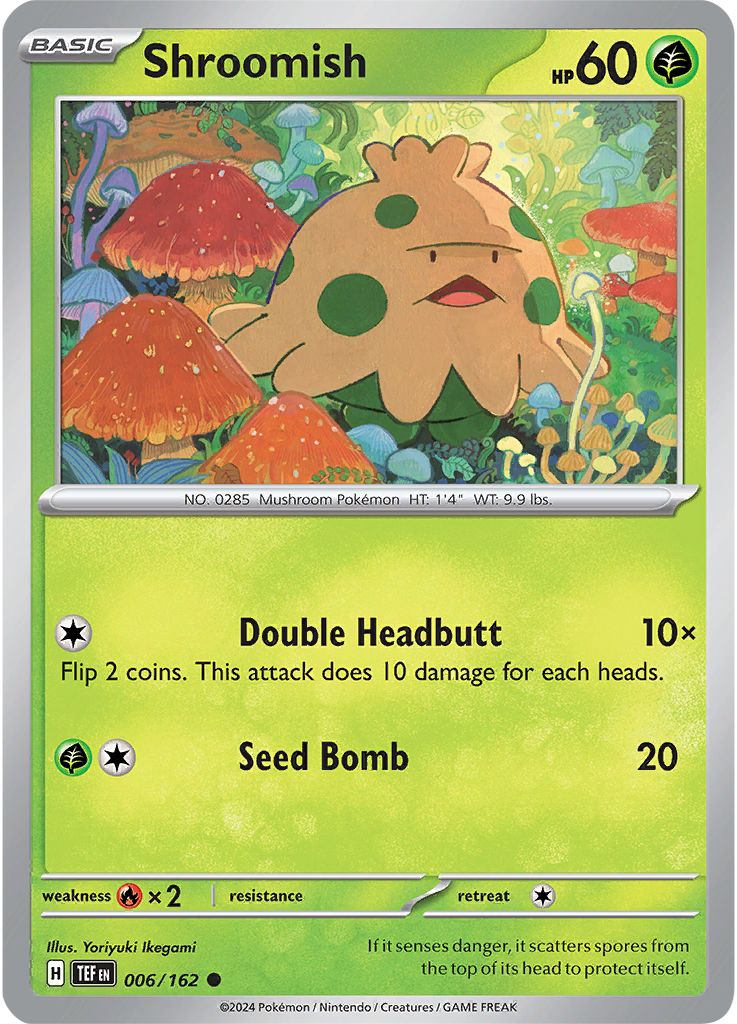 BASIC
Shroomish
HP60
NO. 0285 Mushroom Pokémon HT: 1'4" WT: 9.9 lbs.
Double Headbutt 10×
Flip 2 coins. This attack does 10 damage for each heads.
Seed Bomb 20
weakness ×2 resistance retreat
Illus. Yoriyuki Ikegami
If it senses danger, it scatters spores from
the top of its head to protect itself.
H TEF EN 006/162
©2024 Pokémon / Nintendo / Creatures / GAME FREAK